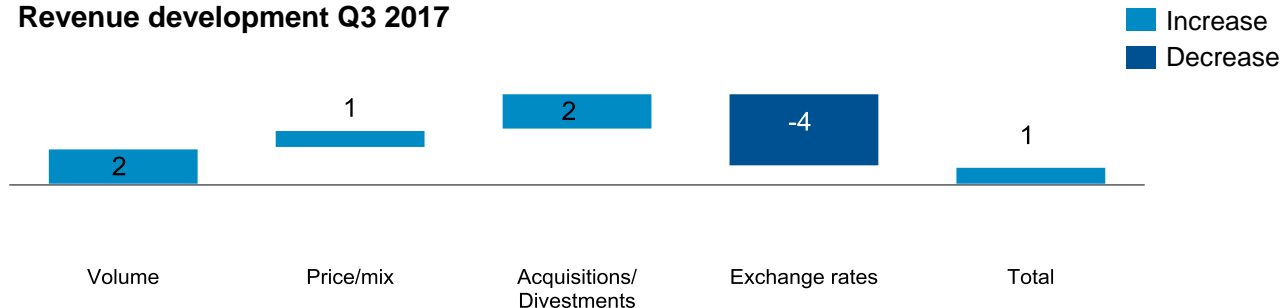 Revenue development Q3 2017
Increase
Decrease
2
1
2
-4
1
Volume
Price/mix
Acquisitions/
Divestments
Exchange rates
Total